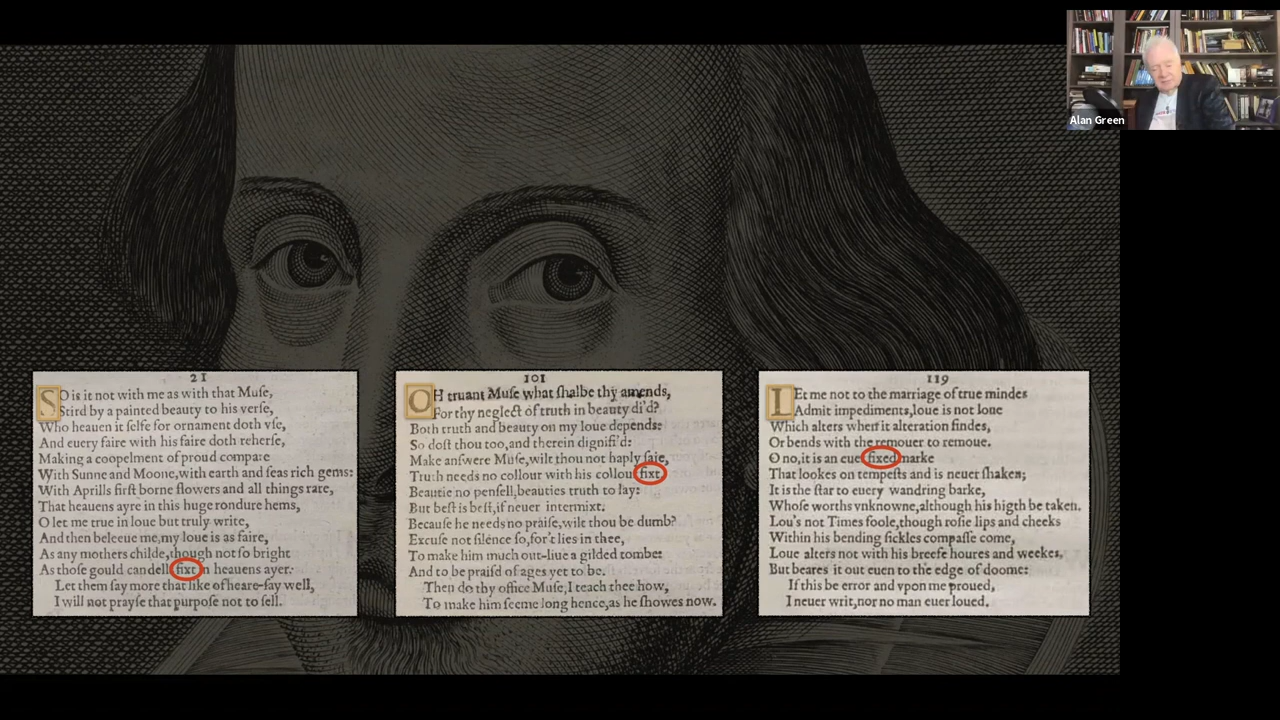 Alan Green
21
SO is it not with me as with that Muſe,
Stird by a painted beauty to his verſe,
Who heauen it ſelfe for ornament doth vſe,
And euery faire with his faire doth reherſe,
Making a coopelment of proud compare
With Sunne and Moone,with earth and ſeas rich gems:
With Aprills firſt borne flowers and all things rare,
That heauens ayre in this huge rondure hems,
O let me true in loue but truly write,
And then beleeue me,my loue is as faire,
As any mothers childe,though not ſo bright
As thoſe gould candells fixt in heauens ayer:
Let them ſay more that like of heare-ſay well,
I will not prayſe that purpoſe not to ſell.
101
OH truant Muſe what ſhalbe thy amends,
For thy neglect of truth in beauty di'd?
Both truth and beauty on my loue depends:
So doſt thou too,and therein dignifi'd:
Make anſwere Muſe,wilt thou not haply ſaie,
Truth needs no collour with his collour fixt,
Beautie no penſell,beauties truth to lay:
But beſt is beſt,if neuer intermixt.
Becauſe he needs no praiſe,wilt thou be dumb?
Excuſe not ſilence ſo,for't lies in thee,
To make him much out-liue a gilded tombe:
And to be praiſd of ages yet to be.
Then do thy office Muſe,I teach thee how,
To make him ſeeme long hence,as he ſhowes now.
119
LEt me not to the marriage of true mindes
Admit impediments,loue is not loue
Which alters when it alteration findes,
Or bends with the remouer to remoue.
O no,it is an euer fixed marke
That lookes on tempeſts and is neuer ſhaken;
It is the ſtar to euery wandring barke,
Whoſe worths vnknowne,although his higth be taken.
Lou's not Times foole,though roſie lips and cheeks
Within his bending ſickles compaſſe come,
Loue alters not with his breefe houres and weekes,
But beares it out euen to the edge of doome:
If this be error and vpon me proued,
I neuer writ,nor no man euer loued.